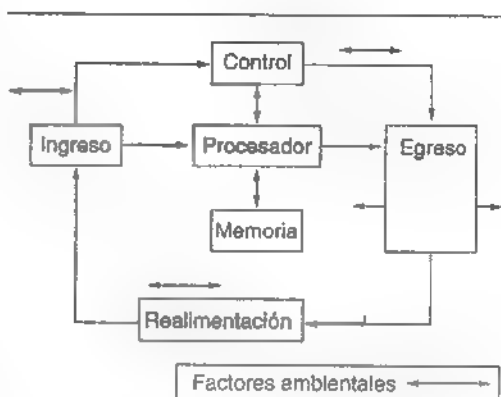 Control
Ingreso
Procesador
Egreso
Memoria
Realimentación
Factores ambientales